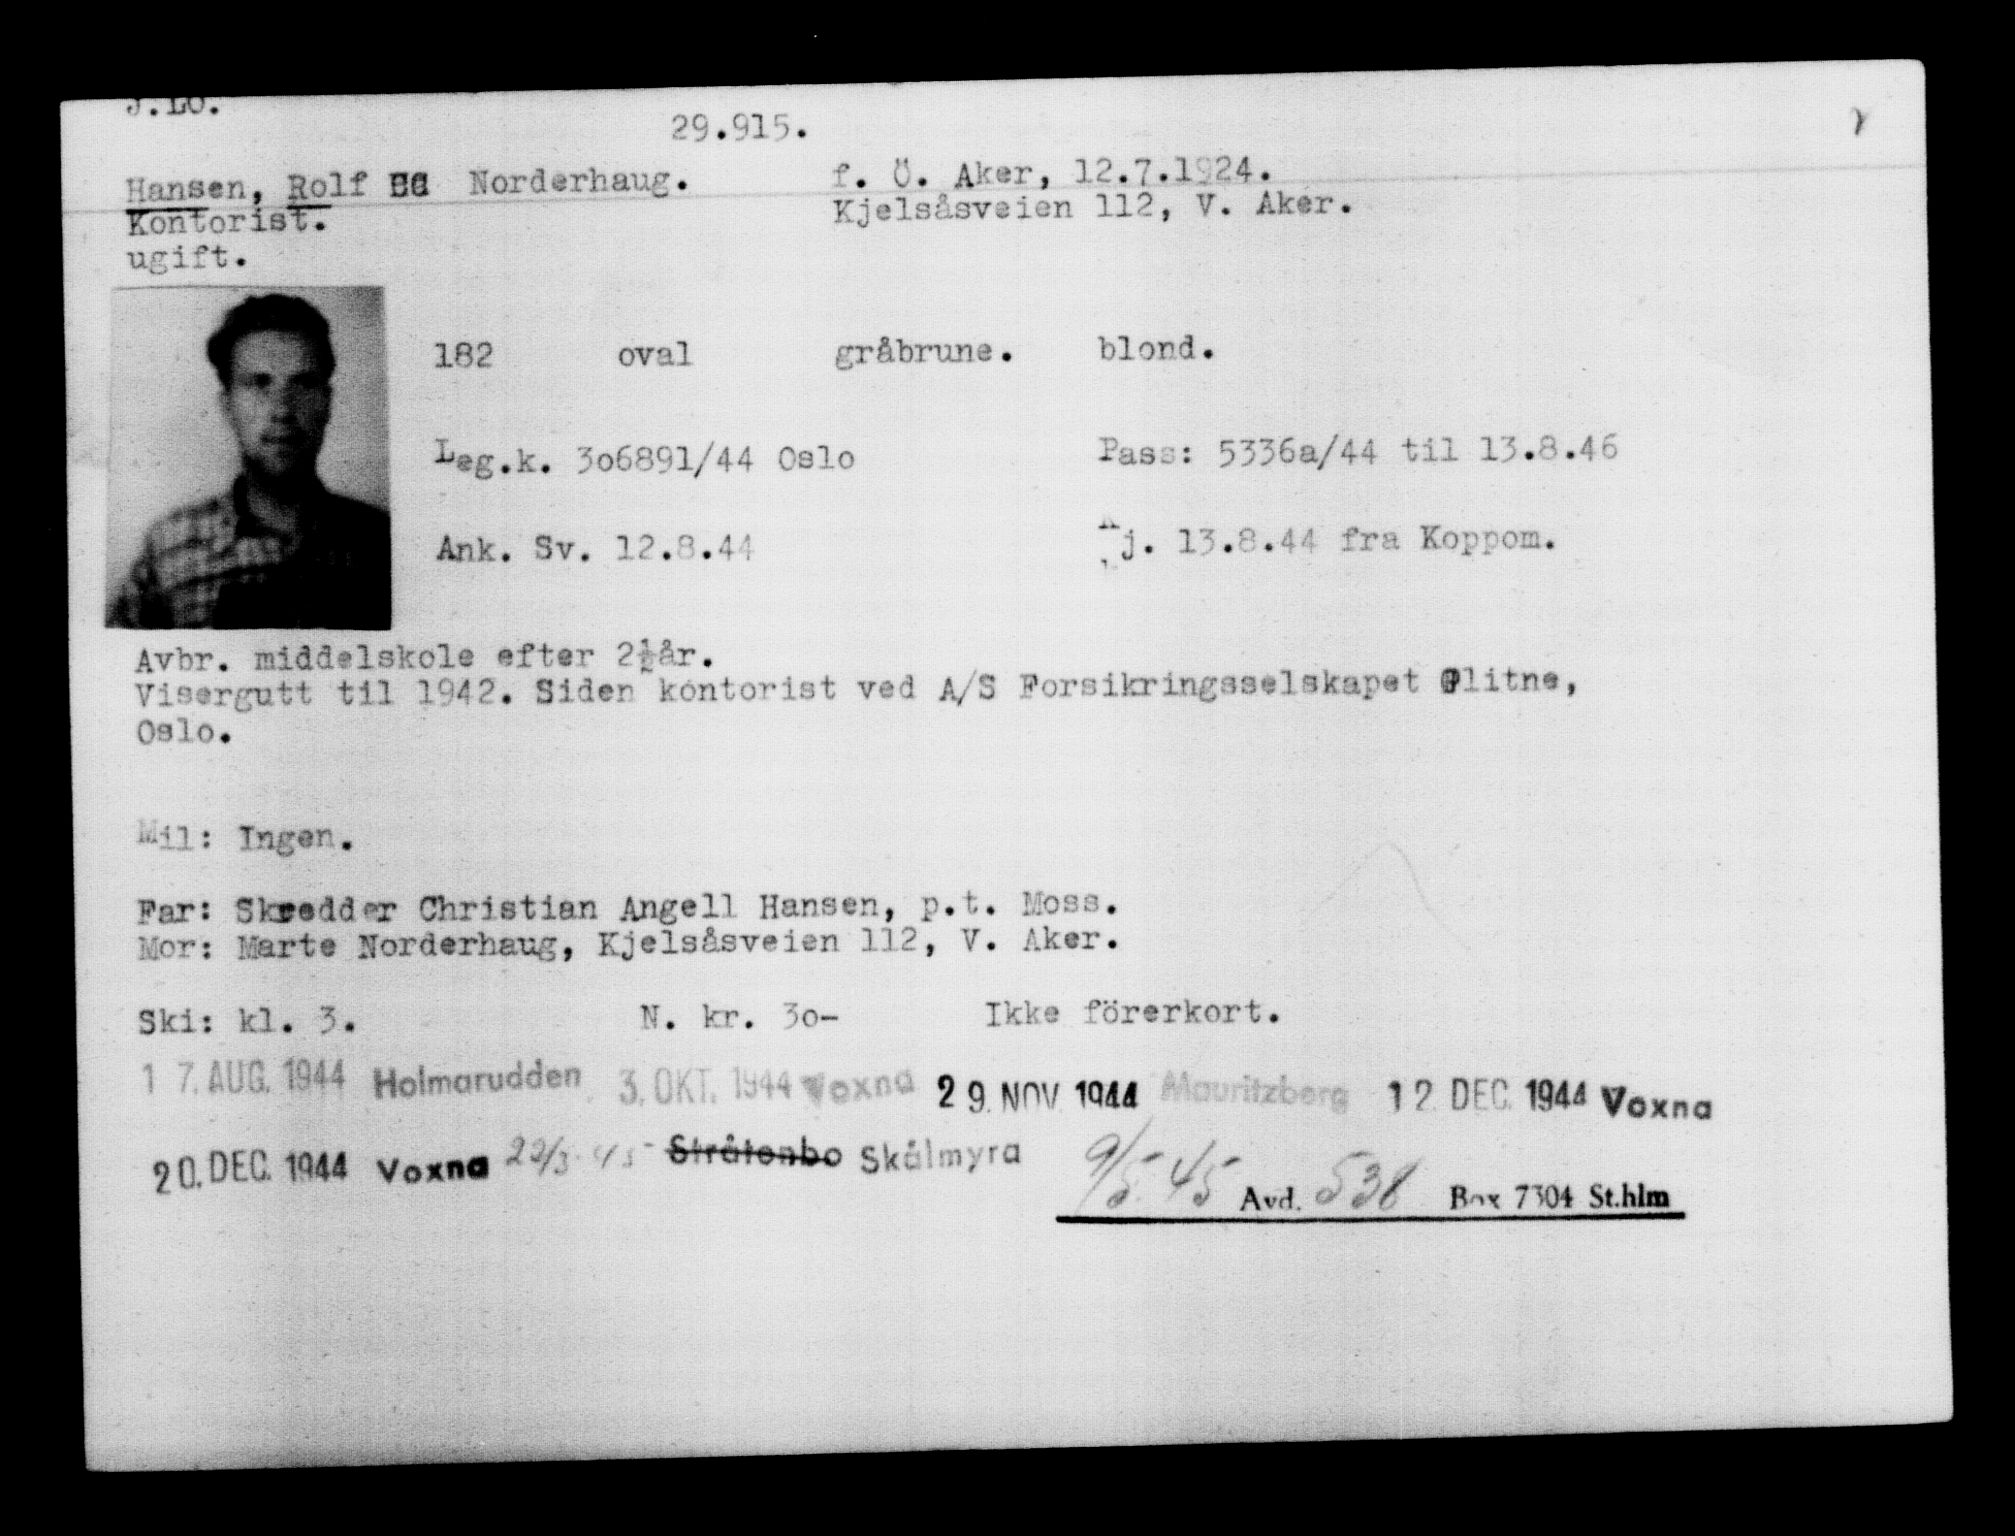 J.Lo.
29.915.
Hansen, Rolf Norderhaug. f. Ö. Aker, 12.7.1924.
Kontorist. Kjelsåsveien 112, V. Aker.
ugift.
182 oval gråbrune. blond.
Leg.k. 3o6891/44 Oslo Pass: 5336a/44 til 13.8.46
Ank. Sv. 12.8.44 Kj. 13.8.44 fra Koppom.
Avbr. middelskole efter 2½år.
Visergutt til 1942. Siden kontorist ved A/S Forsikringsselskapet Glitne,
Oslo.
Mil: Ingen.
Far: Skredder Christian Angell Hansen, p.t. Moss.
Mor: Marte Norderhaug, Kjelsåsveien 112, V. Aker.
Ski: kl. 3. N. kr. 3o- Ikke förerkort.
17. AUG. 1944 Holmarudden 3. OKT. 1944 Voxna 29. NOV 1944 Mauritzberg 12 DEC. 1944 Voxna
20. DEC. 1944 Voxna 22/3-45- Stråtenbo Skålmyra 9/5.45 Avd. 538 Box 7304 St.hlm